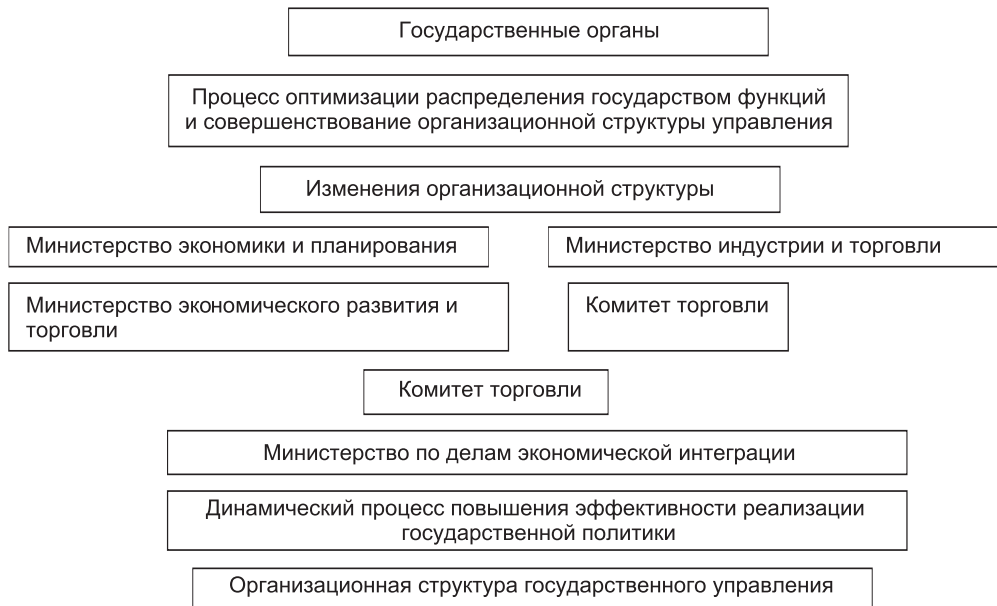 Государственные органы
Процесс оптимизации распределения государством функций
и совершенствование организационной структуры управления
Изменения организационной структуры
Министерство экономики и планирования
Министерство индустрии и торговли
Министерство экономического развития и
торговли
Комитет торговли
Комитет торговли
Министерство по делам экономической интеграции
Динамический процесс повышения эффективности реализации
государственной политики
Организационная структура государственного управления